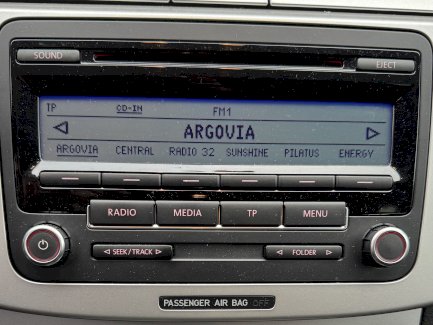 SOUND EJECT
TP CD-IN FM1
ARGOVIA
ARGOVIA CENTRAL RADIO 32 SUNSHINE PILATUS ENERGY
RADIO MEDIA TP MENU
SEEK/TRACK FOLDER
PASSENGER AIR BAG OFF